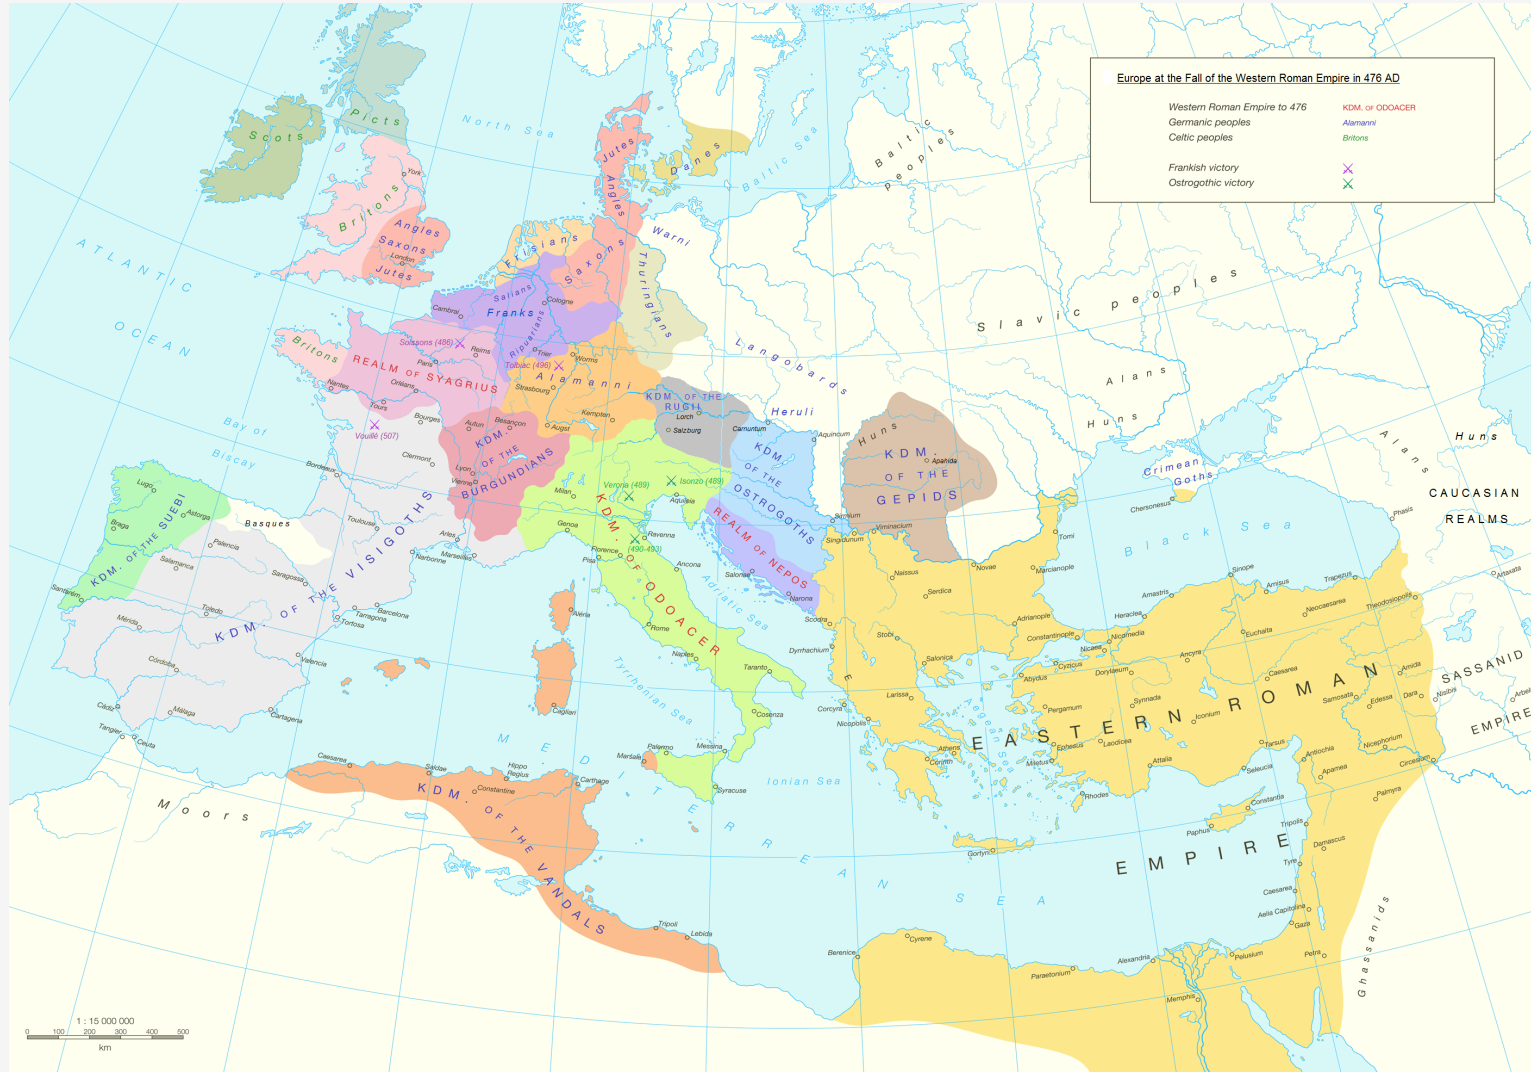 Europe at the Fall of the Western Roman Empire in 476 AD
Western Roman Empire to 476 KDM. OF ODOACER
Germanic peoples Alamanni
Celtic peoples Britons
Frankish victory
Ostrogothic victory
North Sea
Baltic Sea
Baltic
Peoples
ATLANTIC
OCEAN
Bay of
Biscay
Scots
Picts
York
Britons
Angles
Saxons
London
Jutes
Jutes
Angles
Danes
Saxons
Frisians
Warni
Thuringians
Salians
Franks
Ripuarians
Cologne
Cambrai
Soissons (486)
Reims
Paris
Trier
Worms
Tolbiac (496)
Alamanni
Strasbourg
Kempten
Augst
Britons
REALM OF SYAGRIUS
Nantes
Orléans
Tours
Bourges
Vouillé (507)
Autun
Besançon
KDM.
OF THE
BURGUNDIANS
Clermont
Lyon
Vienne
Bordeaux
Toulouse
Arles
Marseilles
Narbonne
KDM. OF THE
RUGII
Lorch
Salzburg
Carnuntum
Langobards
Heruli
Aquincum
KDM.
OF THE
OSTROGOTHS
Huns
KDM.
OF THE
GEPIDS
Apahida
Slavic peoples
Alans
Huns
Alans
Huns
Crimean
Goths
Chersonesus
CAUCASIAN
REALMS
Phasis
Black Sea
Lugo
Astorga
Braga
KDM. OF THE SUEBI
Santarém
Basques
Palencia
Salamanca
Saragossa
Toledo
Mérida
Córdoba
Cádiz
Málaga
Tangier
Ceuta
Cartagena
Valencia
Tortosa
Tarragona
Barcelona
KDM. OF THE VISIGOTHS
Milan
Verona (489)
Isonzo (489)
Aquileia
Genoa
Ravenna
(490-493)
Florence
Pisa
Ancona
KDM. OF ODOACER
Rome
Naples
Taranto
Cosenza
Messina
Palermo
Marsala
Syracuse
Aléria
Cagliari
REALM OF NEPOS
Salonae
Narona
Adriatic Sea
Tyrrhenian Sea
Ionian Sea
Aegean Sea
MEDITERRANEAN SEA
Moors
Caesarea
Saldae
Hippo
Regius
Constantine
Carthage
KDM. OF THE VANDALS
Tripoli
Lebida
Sirmium
Singidunum
Viminacium
Naissus
Serdica
Novae
Tomi
Marcianople
Scodra
Stobi
Dyrrhachium
Salonica
Adrianople
Constantinople
Larissa
Corcyra
Nicopolis
Athens
Corinth
Gortyn
Heraclea
Nicomedia
Nicaea
Cyzicus
Abydus
Dorylaeum
Pergamum
Synnada
Ephesus
Laodicea
Miletus
Rhodes
Attalia
Iconium
Ancyra
Amastris
Sinope
Amisus
Trapezus
Neocaesarea
Euchaita
Theodosiopolis
Artaxata
Caesarea
Amida
Samosata
Edessa
Dara
Nisibis
Arbela
SASSANID
EMPIRE
Tarsus
Seleucia
Antiochia
Nicephorium
Circesium
Apamea
Palmyra
Constantia
Paphus
Tripolis
Damascus
Tyre
Caesarea
Aelia Capitolina
Gaza
Petra
Pelusium
Alexandria
Memphis
Paraetonium
Cyrene
Berenice
Ghassanids
EASTERN ROMAN
EMPIRE
1 : 15 000 000
0 100 200 300 400 500
km